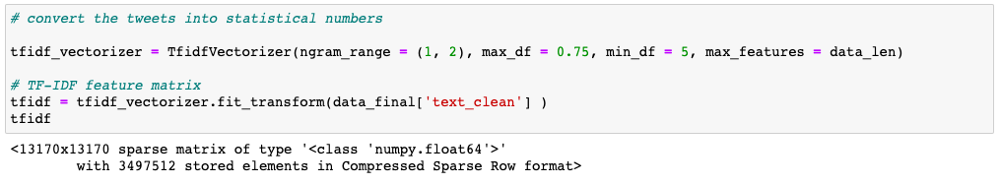 # convert the tweets into statistical numbers
tfidf_vectorizer = TfidfVectorizer(ngram_range = (1, 2), max_df = 0.75, min_df = 5, max_features = data_len)
# TF-IDF feature matrix
tfidf = tfidf_vectorizer.fit_transform(data_final['text_clean'] )
tfidf
<13170x13170 sparse matrix of type '<class 'numpy.float64'>'
        with 3497512 stored elements in Compressed Sparse Row format>